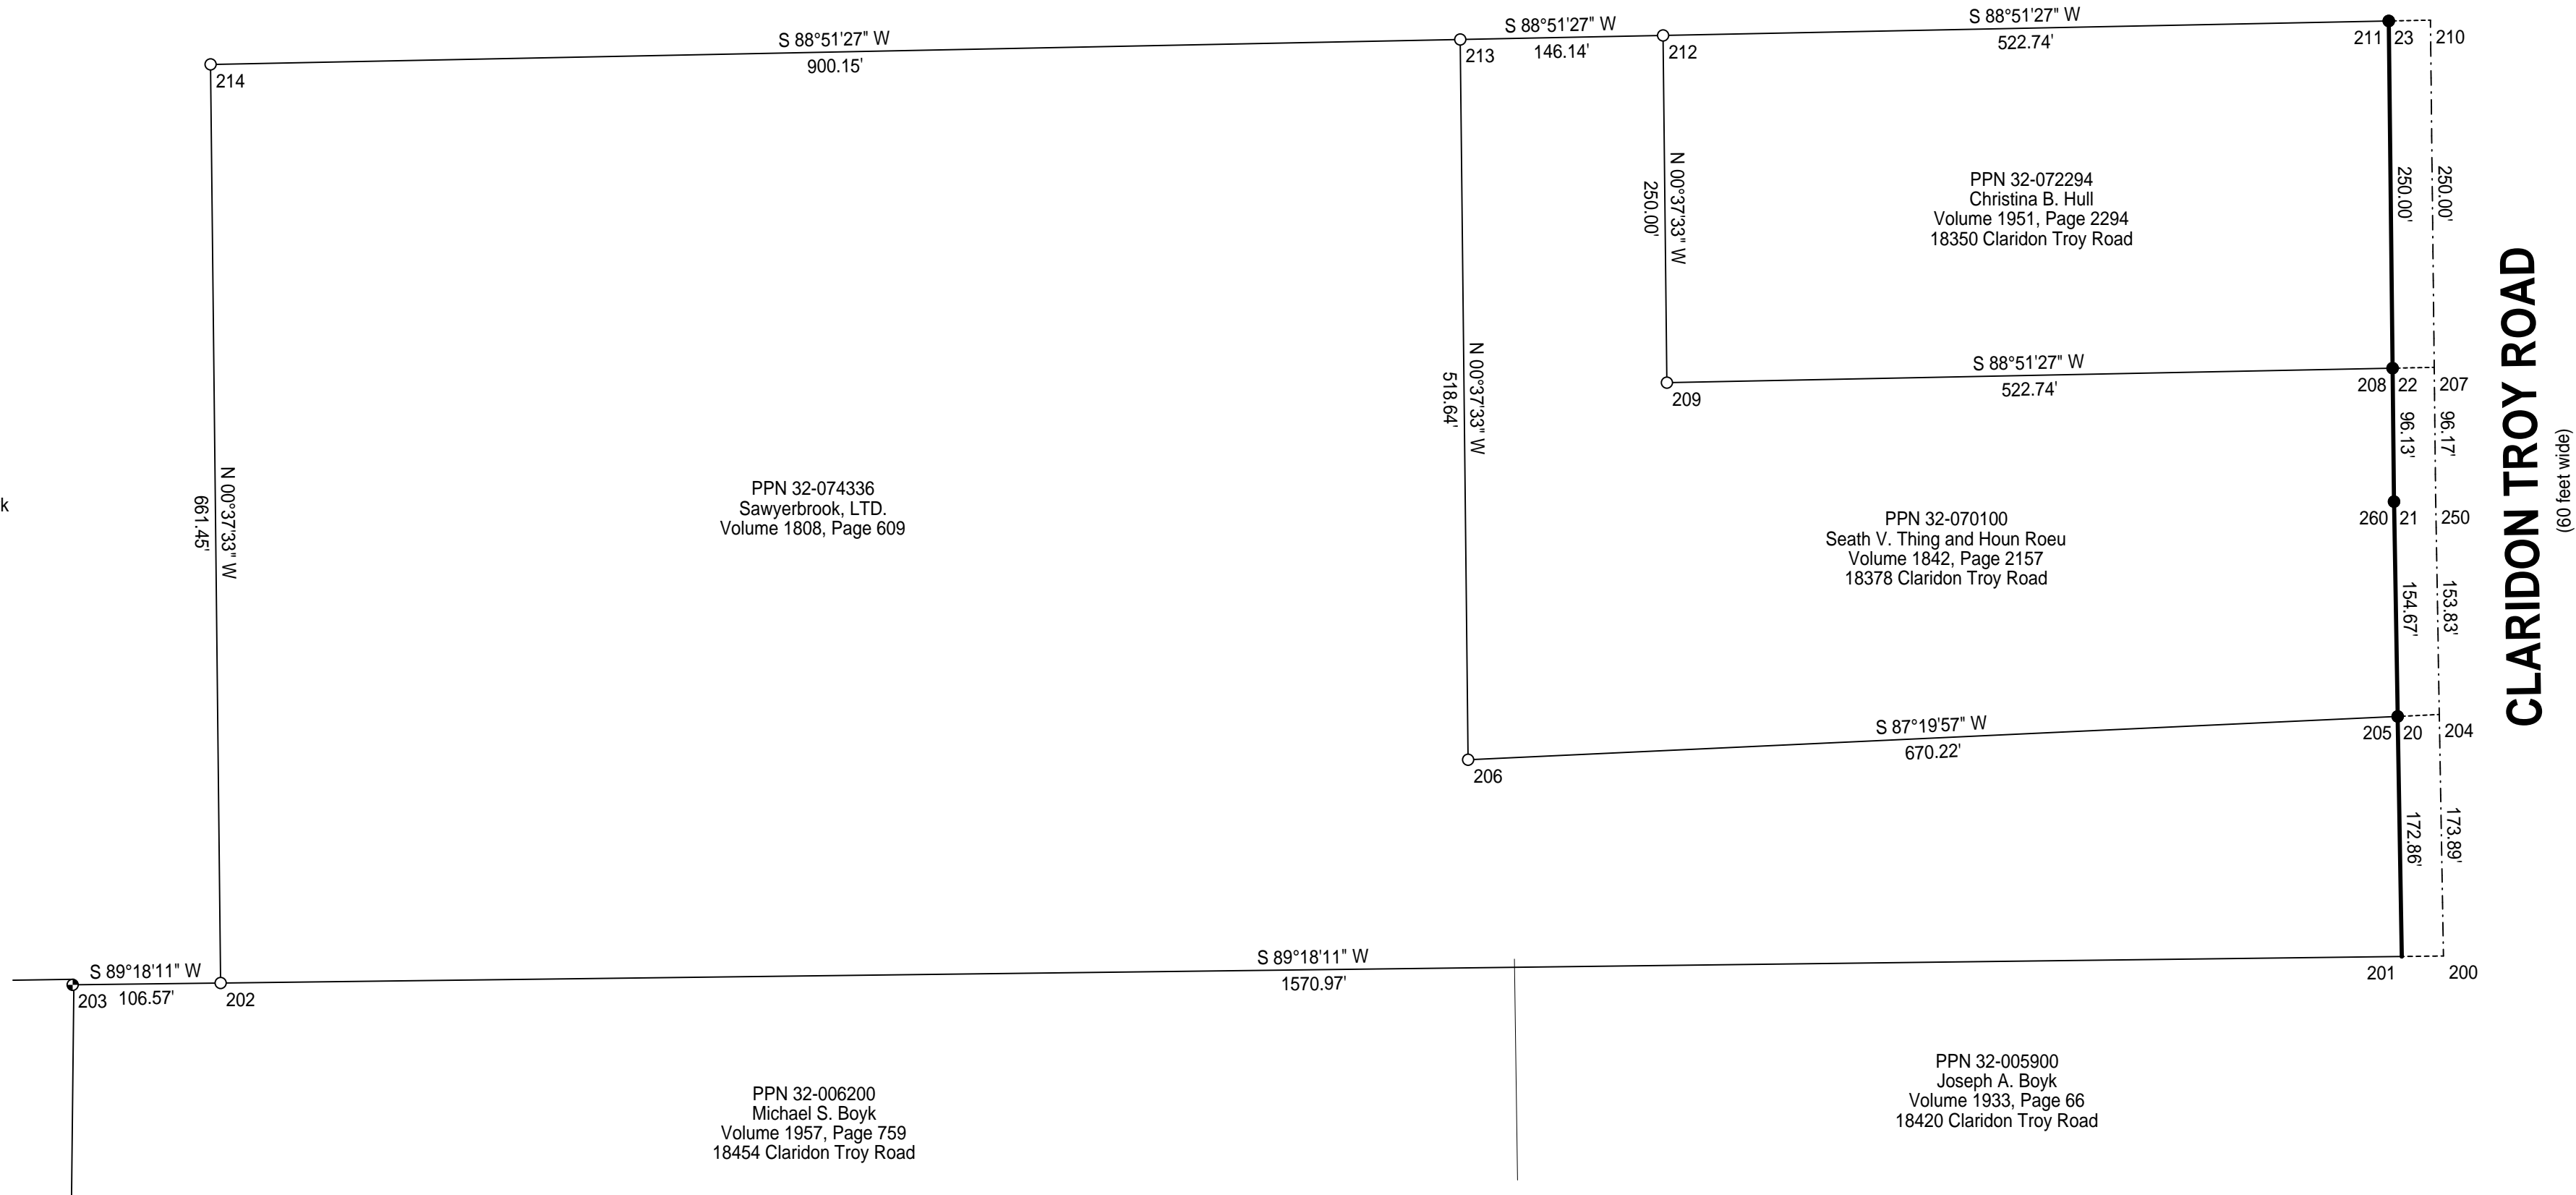 S 88°51'27" W
522.74'
S 88°51'27" W
146.14'
S 88°51'27" W
900.15'
211
23
210
212
213
214
N 00°37'33" W
250.00'
PPN 32-072294
Christina B. Hull
Volume 1951, Page 2294
18350 Claridon Troy Road
250.00'
250.00'
CLARIDON TROY ROAD
(60 feet wide)
S 88°51'27" W
522.74'
208
22
207
209
N 00°37'33" W
518.64'
96.13'
96.17'
k
N 00°37'33" W
661.45'
PPN 32-074336
Sawyerbrook, LTD.
Volume 1808, Page 609
PPN 32-070100
Seath V. Thing and Houn Roeu
Volume 1842, Page 2157
18378 Claridon Troy Road
260
21
250
154.67'
153.83'
S 87°19'57" W
670.22'
205
20
204
206
172.86'
173.89'
S 89°18'11" W
1570.97'
S 89°18'11" W
106.57'
201
200
202
203
PPN 32-006200
Michael S. Boyk
Volume 1957, Page 759
18454 Claridon Troy Road
PPN 32-005900
Joseph A. Boyk
Volume 1933, Page 66
18420 Claridon Troy Road